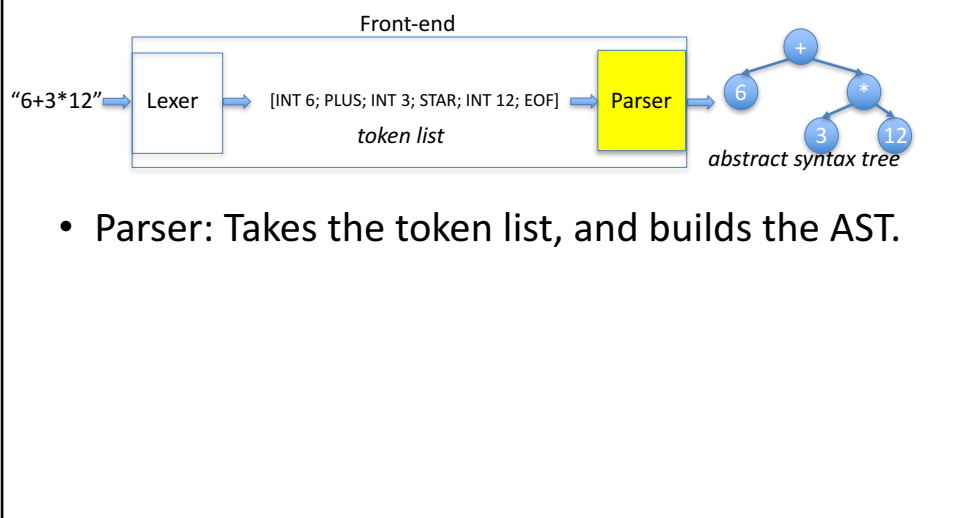 Front-end
“6+3*12”
Lexer
[INT 6; PLUS; INT 3; STAR; INT 12; EOF]
token list
Parser
+
6
*
3
12
abstract syntax tree
• Parser: Takes the token list, and builds the AST.